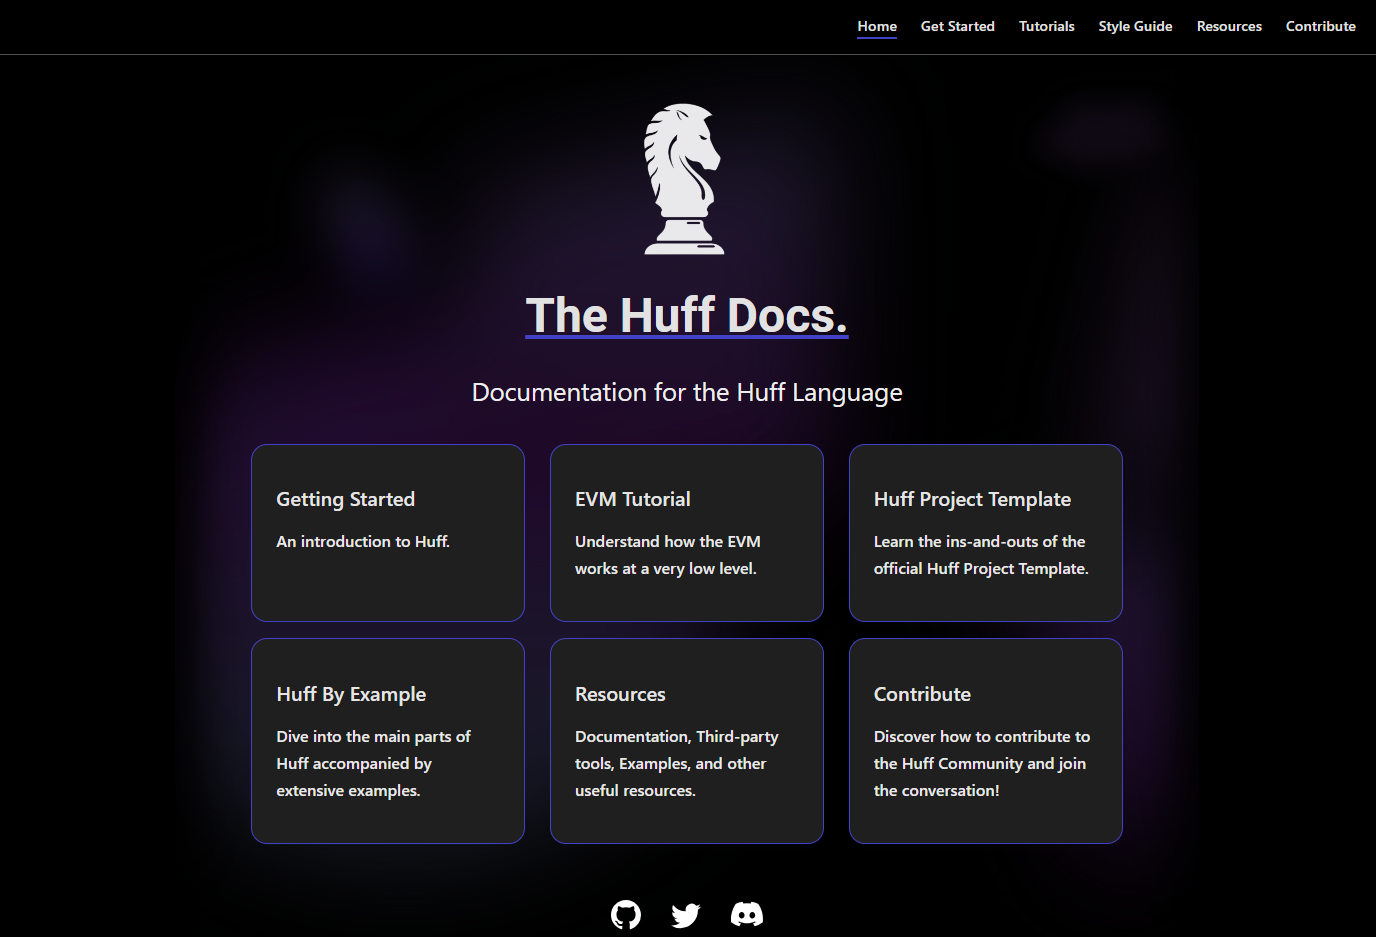 Home Get Started Tutorials Style Guide Resources Contribute
The Huff Docs.
Documentation for the Huff Language
Getting Started
An introduction to Huff.
EVM Tutorial
Understand how the EVM
works at a very low level.
Huff Project Template
Learn the ins-and-outs of the
official Huff Project Template.
Huff By Example
Dive into the main parts of
Huff accompanied by
extensive examples.
Resources
Documentation, Third-party
tools, Examples, and other
useful resources.
Contribute
Discover how to contribute to
the Huff Community and join
the conversation!